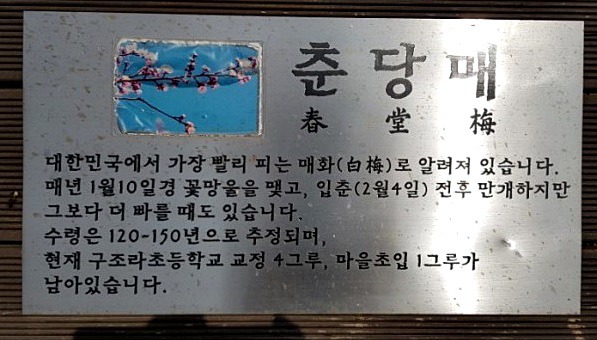 춘당매
春堂梅
대한민국에서 가장 빨리 피는 매화(白梅)로 알려져 있습니다.
매년 1월10일경 꽃망울을 맺고, 입춘(2월4일) 전후 만개하지만
그보다 더 빠를 때도 있습니다.
수령은 120~150년으로 추정되며,
현재 구조라초등학교 교정 4그루, 마을초입 1그루가
남아있습니다.